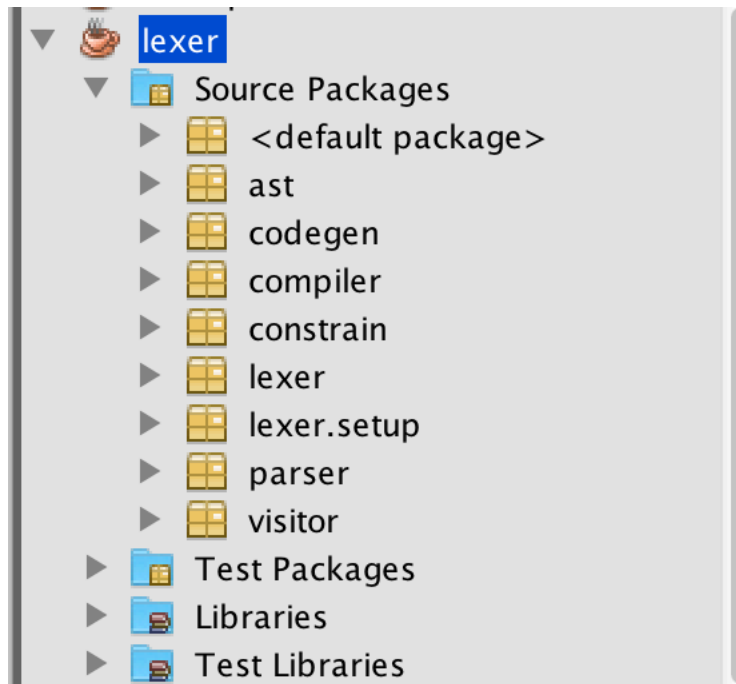 lexer
Source Packages
<default package>
ast
codegen
compiler
constrain
lexer
lexer.setup
parser
visitor
Test Packages
Libraries
Test Libraries